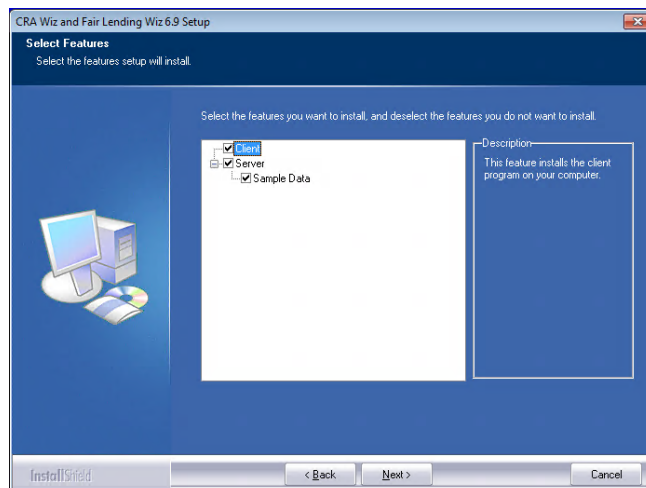 CRA Wiz and Fair Lending Wiz 6.9 Setup
Select Features
Select the features setup will install.
Select the features you want to install, and deselect the features you do not want to install.
Client
Server
Sample Data
Description
This feature installs the client
program on your computer.
InstallShield
< Back
Next >
Cancel